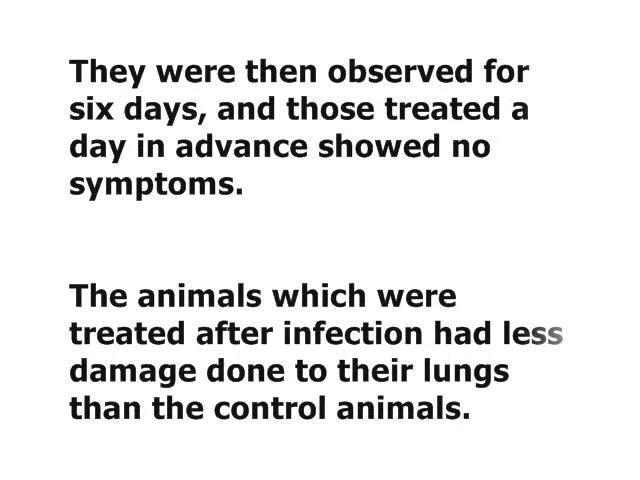 They were then observed for
six days, and those treated a
day in advance showed no
symptoms.
The animals which were
treated after infection had less
damage done to their lungs
than the control animals.